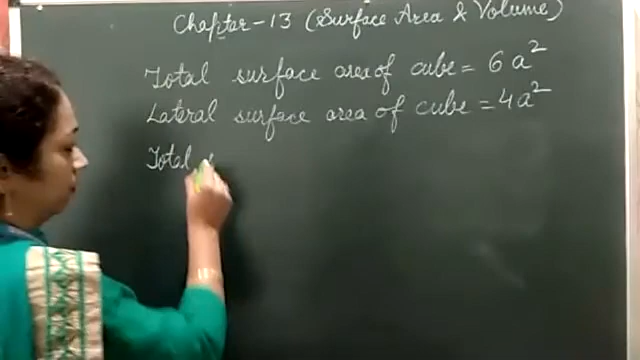 Chapter-13 (Surface Area & Volume)
Total surface area of cube = 6a²
Lateral surface area of cube = 4a²
Total